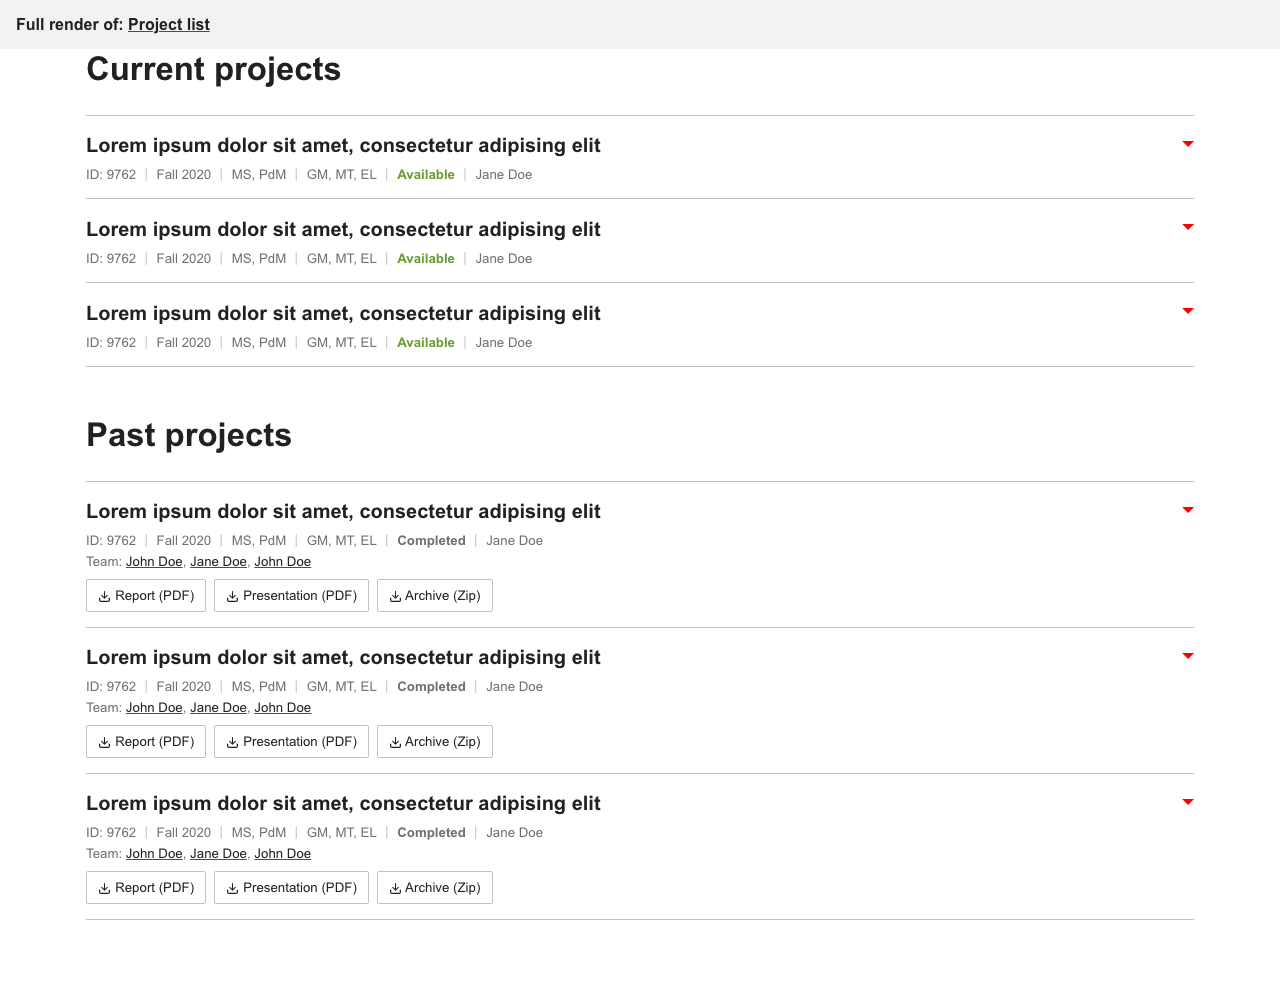 Full render of: Project list
Current projects
Lorem ipsum dolor sit amet, consectetur adipising elit
ID: 9762 | Fall 2020 | MS, PdM | GM, MT, EL | Available | Jane Doe
Lorem ipsum dolor sit amet, consectetur adipising elit
ID: 9762 | Fall 2020 | MS, PdM | GM, MT, EL | Available | Jane Doe
Lorem ipsum dolor sit amet, consectetur adipising elit
ID: 9762 | Fall 2020 | MS, PdM | GM, MT, EL | Available | Jane Doe
Past projects
Lorem ipsum dolor sit amet, consectetur adipising elit
ID: 9762 | Fall 2020 | MS, PdM | GM, MT, EL | Completed | Jane Doe
Team: John Doe, Jane Doe, John Doe
Report (PDF) Presentation (PDF) Archive (Zip)
Lorem ipsum dolor sit amet, consectetur adipising elit
ID: 9762 | Fall 2020 | MS, PdM | GM, MT, EL | Completed | Jane Doe
Team: John Doe, Jane Doe, John Doe
Report (PDF) Presentation (PDF) Archive (Zip)
Lorem ipsum dolor sit amet, consectetur adipising elit
ID: 9762 | Fall 2020 | MS, PdM | GM, MT, EL | Completed | Jane Doe
Team: John Doe, Jane Doe, John Doe
Report (PDF) Presentation (PDF) Archive (Zip)